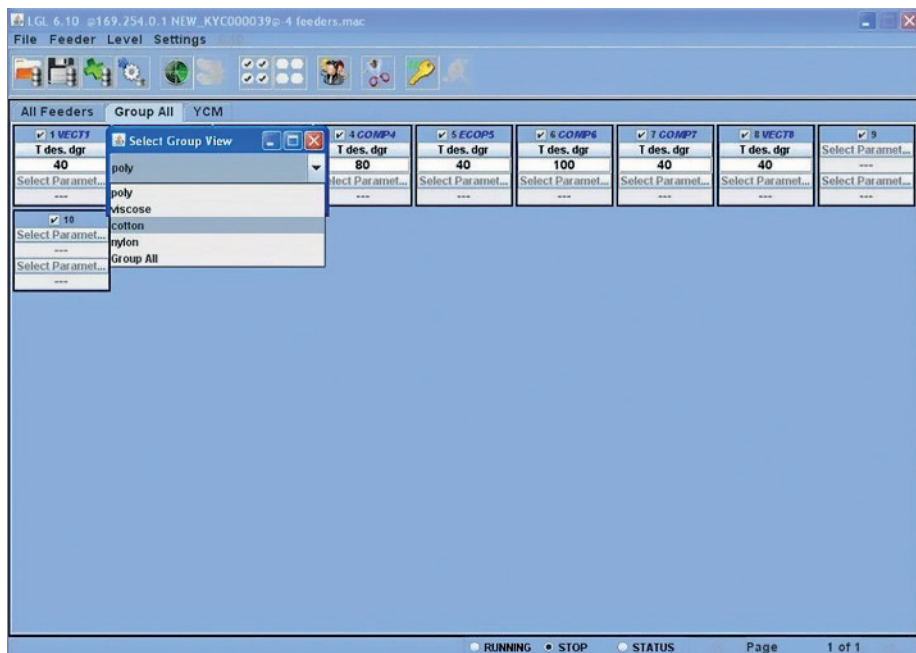 LGL 6.10 @169.254.0.1 NEW_KYC000039@-4 feeders.mac
File Feeder Level Settings
All Feeders Group All YCM
1 VECT1 Select Group View 4 COMP4 5 ECOP5 6 COMP6 7 COMP7 8 VECT8 9
T des. dgr T des. dgr T des. dgr T des. dgr T des. dgr T des. dgr Select Paramet...
40 poly 80 40 100 40 40 ---
Select Paramet... lect Paramet... Select Paramet... Select Paramet... Select Paramet... Select Paramet... Select Paramet...
--- poly --- --- --- --- --- ---
viscose
10 cotton
Select Paramet... nylon
---
Select Paramet... Group All
---
RUNNING STOP STATUS Page 1 of 1